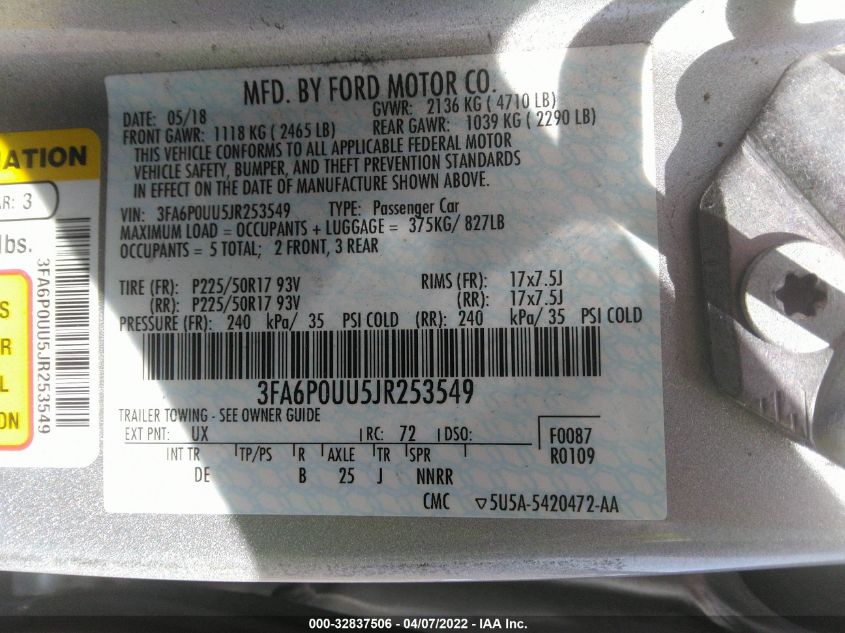 MFD. BY FORD MOTOR CO.
DATE: 05/18 GVWR: 2136 KG ( 4710 LB)
FRONT GAWR: 1118 KG ( 2465 LB) REAR GAWR: 1039 KG ( 2290 LB)
THIS VEHICLE CONFORMS TO ALL APPLICABLE FEDERAL MOTOR
VEHICLE SAFETY, BUMPER, AND THEFT PREVENTION STANDARDS
IN EFFECT ON THE DATE OF MANUFACTURE SHOWN ABOVE.
VIN: 3FA6P0UU5JR253549 TYPE: Passenger Car
MAXIMUM LOAD = OCCUPANTS + LUGGAGE = 375KG/ 827LB
OCCUPANTS = 5 TOTAL; 2 FRONT, 3 REAR
TIRE (FR): P225/50R17 93V RIMS (FR): 17x7.5J
(RR): P225/50R17 93V (RR): 17x7.5J
PRESSURE (FR): 240 kPa/ 35 PSI COLD (RR): 240 kPa/ 35 PSI COLD
3FA6P0UU5JR253549
TRAILER TOWING - SEE OWNER GUIDE
EXT PNT: UX RC: 72 DSO: F0087
INT TR TP/PS R AXLE TR SPR R0109
DE B 25 J NNRR
CMC ▽5U5A-5420472-AA
ATION
AR: 3
lbs.
3FA6P0UU5JR253549
S
R
L
ON
000-32837506 - 04/07/2022 - IAA Inc.